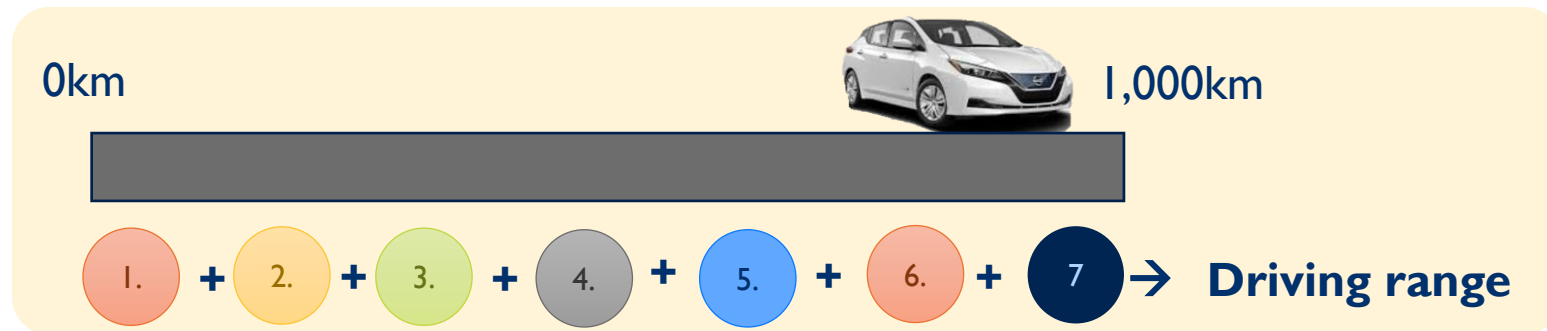 0km
1,000km
1. + 2. + 3. + 4. + 5. + 6. + 7 → Driving range